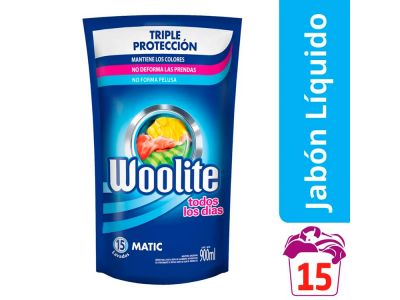 TRIPLE
PROTECCIÓN
MANTIENE LOS COLORES
NO DEFORMA LAS PRENDAS
NO FORMA PELUSA
Woolite
todos
los días
15
lavados
MATIC
900ml
Jabón Líquido
15